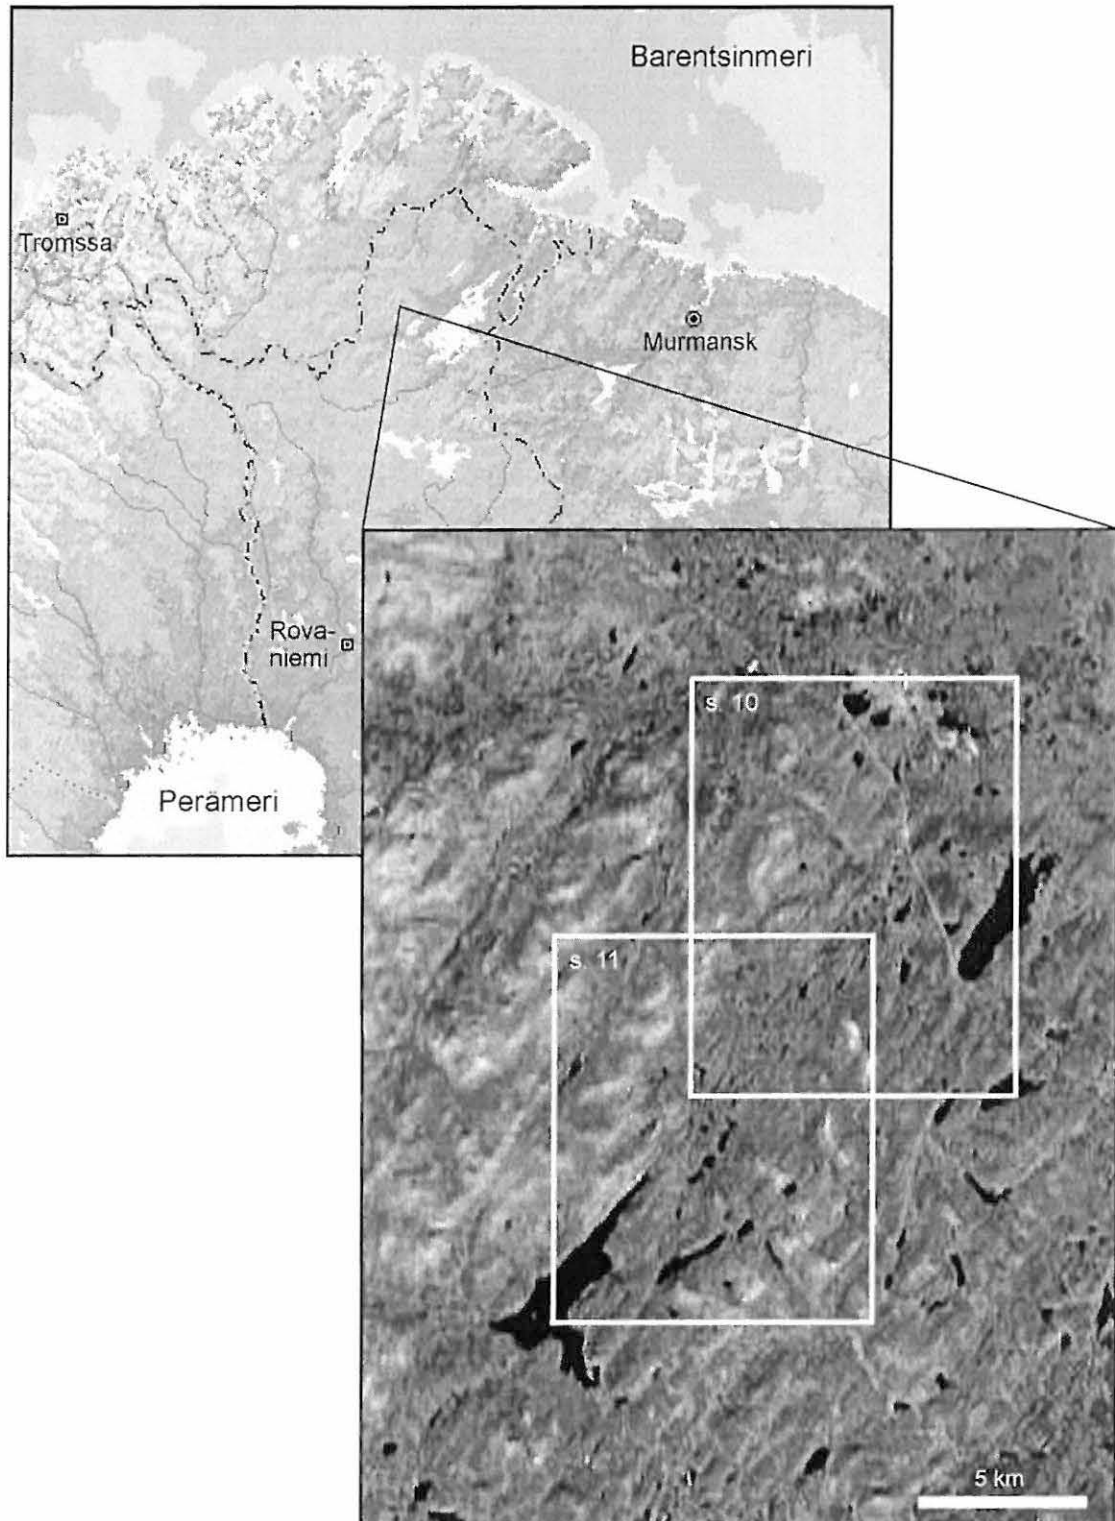 Barentsinmeri
Tromssa
Murmansk
Rova-
niemi
Perämeri
s. 10
s. 11
5 km